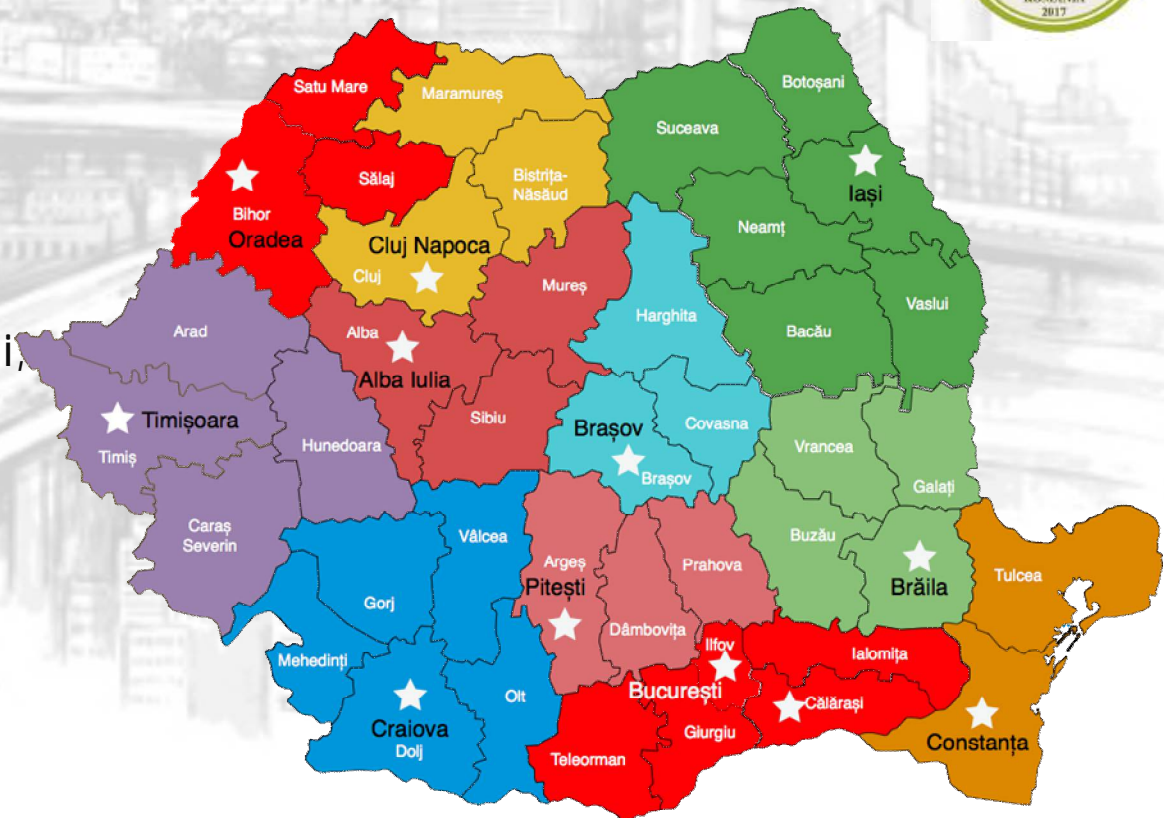 ROMANIA
2017
Satu Mare
Maramureș
Botoșani
Suceava
Bistrița-
Năsăud
Sălaj
Iași
Bihor
Oradea
Cluj Napoca
Cluj
Neamț
Mureș
Harghita
Vaslui
Bacău
Arad
Alba
Alba Iulia
i,
Timișoara
Timiș
Hunedoara
Sibiu
Brașov
Brașov
Covasna
Vrancea
Galați
Caraș
Severin
Vâlcea
Buzău
Argeș
Pitești
Prahova
Brăila
Tulcea
Gorj
Dâmbovița
Ilfov
Ialomița
Mehedinți
Olt
București
Călărași
Craiova
Dolj
Giurgiu
Constanța
Teleorman